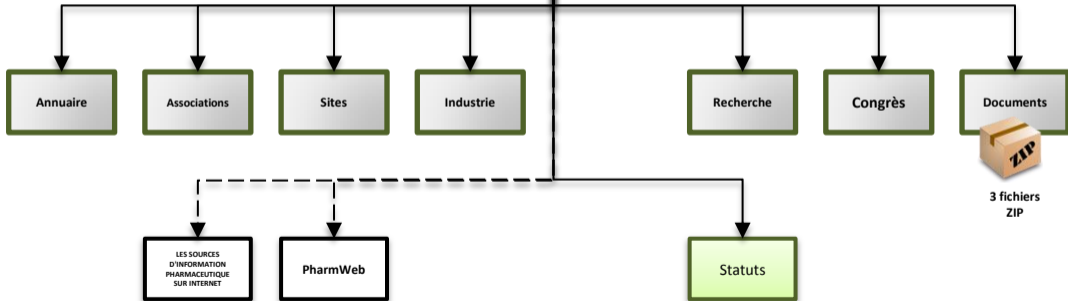 Annuaire
Associations
Sites
Industrie
Recherche
Congrès
Documents
ZIP
3 fichiers
ZIP
LES SOURCES
D'INFORMATION
PHARMACEUTIQUE
SUR INTERNET
PharmWeb
Statuts